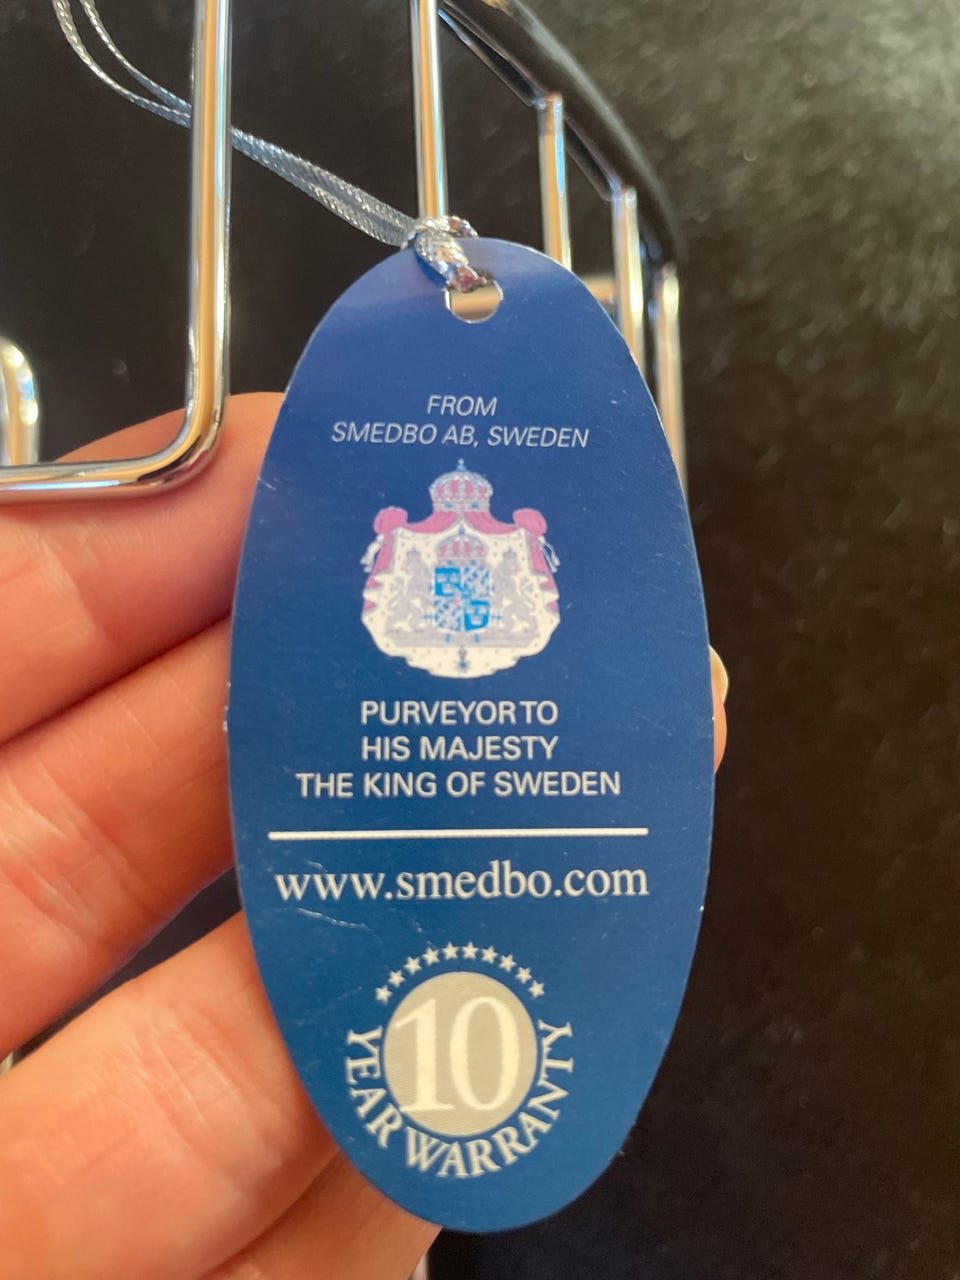 FROM
SMEDBO AB, SWEDEN
PURVEYOR TO
HIS MAJESTY
THE KING OF SWEDEN
www.smedbo.com
10
YEAR WARRANTY